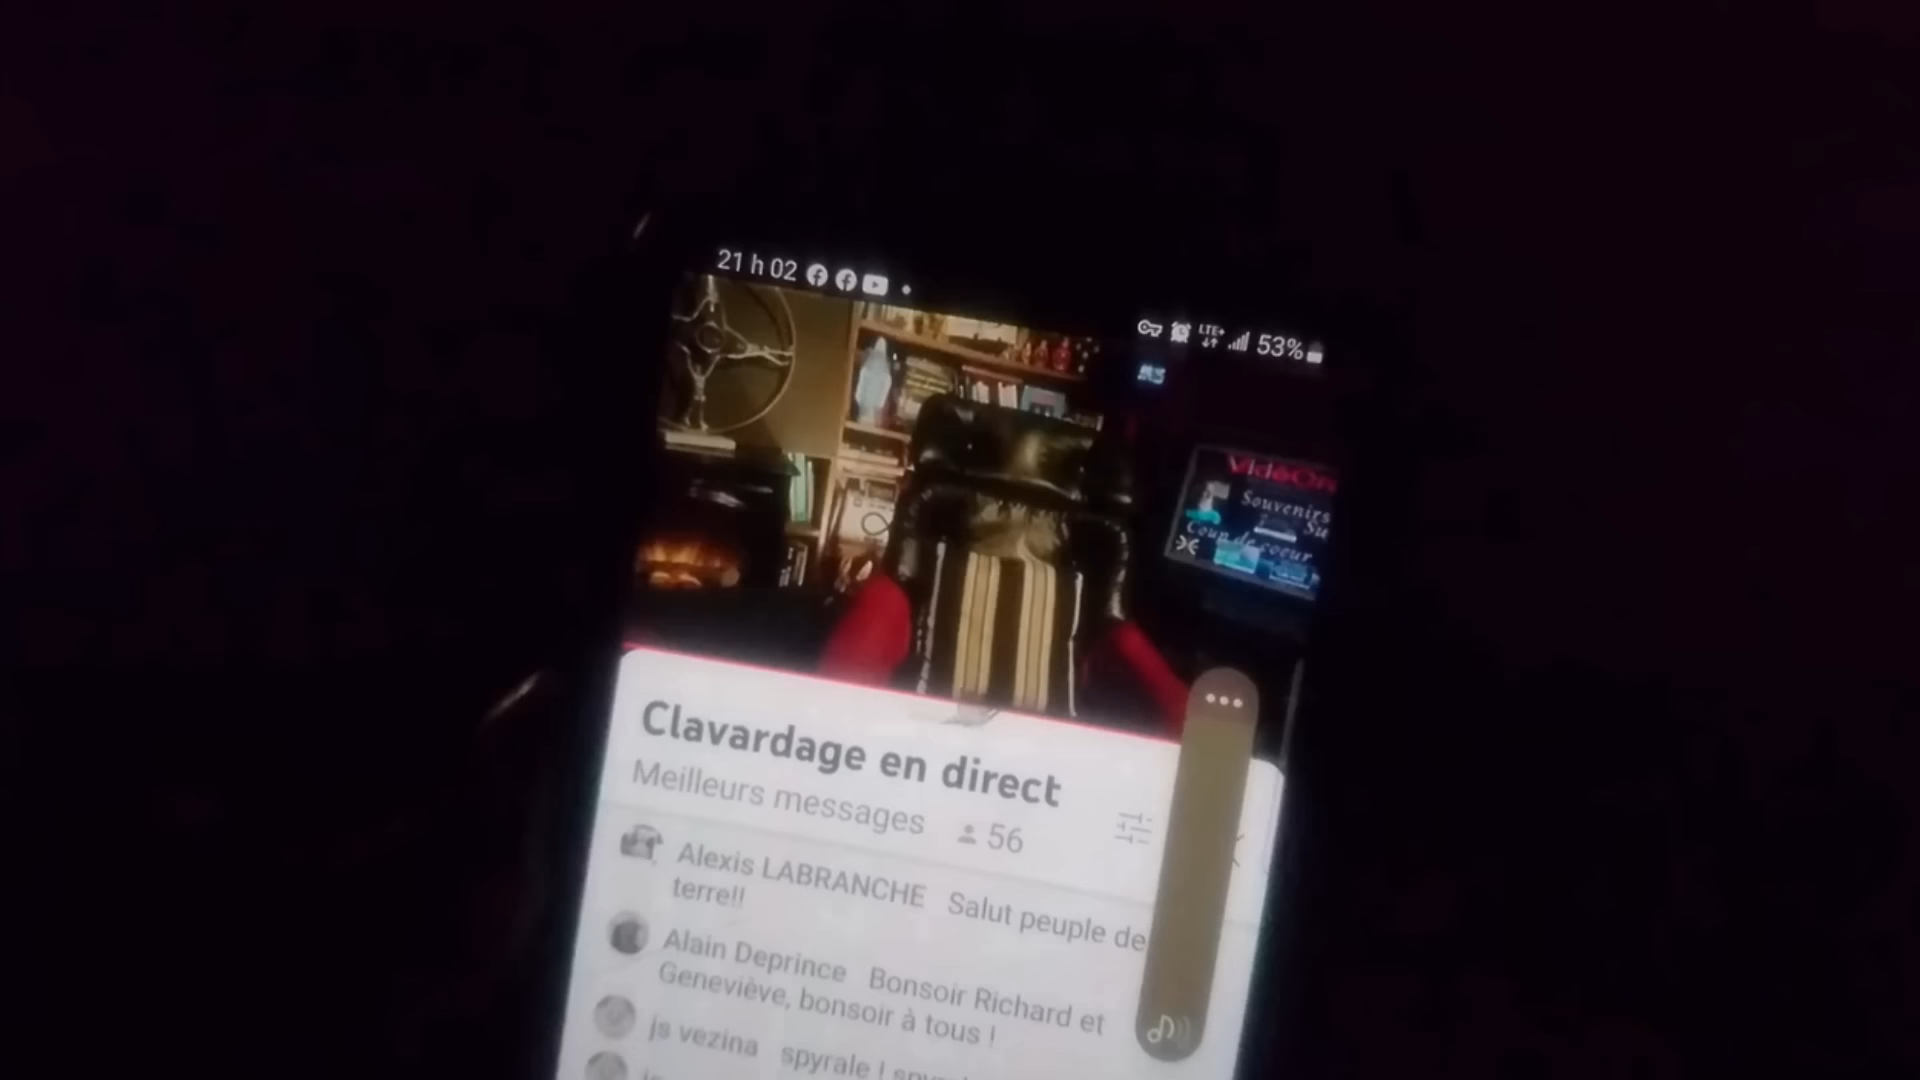 21 h 02
LTE+ 53%
Souvenirs
Coup de coeur
Clavardage en direct
Meilleurs messages 56
Alexis LABRANCHE Salut peuple de
terre!!
Alain Deprince Bonsoir Richard et
Geneviève, bonsoir à tous !
js vezina spyrale !